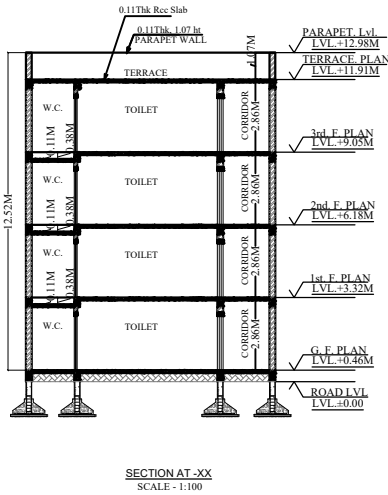 0.11Thk Rcc Slab
0.11Thk, 1.07 ht
PARAPET WALL
1.07M
PARAPET. Lvl.
LVL.+12.98M
TERRACE
TERRACE. PLAN
LVL.+11.91M
W.C.
TOILET
CORRIDOR
2.86M
0.11M
0.38M
3rd. F. PLAN
LVL.+9.05M
W.C.
TOILET
CORRIDOR
2.86M
0.11M
0.38M
12.52M
2nd. F. PLAN
LVL.+6.18M
W.C.
TOILET
CORRIDOR
2.86M
0.11M
0.38M
1st. F. PLAN
LVL.+3.32M
W.C.
TOILET
CORRIDOR
2.86M
G. F. PLAN
LVL.+0.46M
ROAD LVL
LVL.±0.00
SECTION AT -XX
SCALE - 1:100